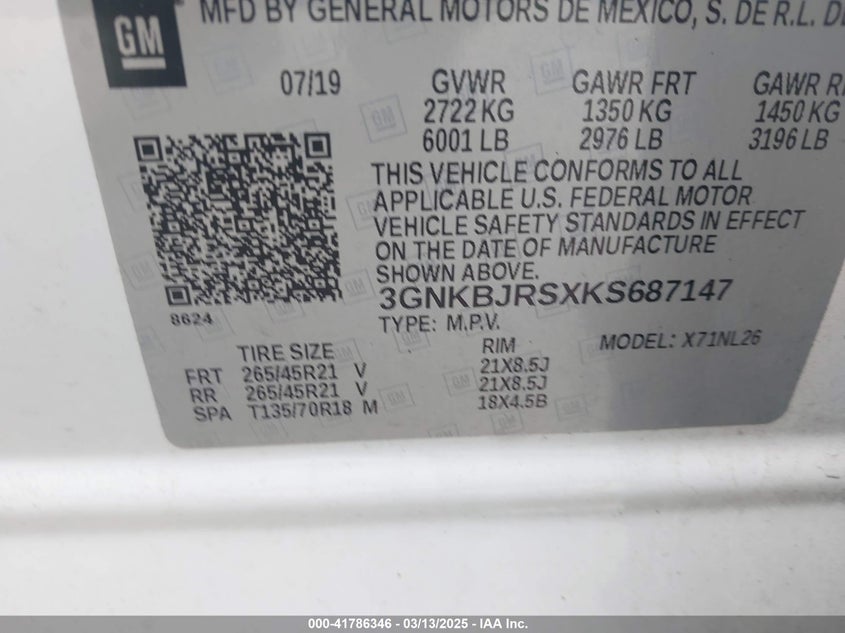 GM
MFD BY GENERAL MOTORS DE MEXICO, S. DE R.L. DE
07/19 GVWR GAWR FRT GAWR
2722 KG 1350 KG 1450 KG
6001 LB 2976 LB 3196 LB
THIS VEHICLE CONFORMS TO ALL
APPLICABLE U.S. FEDERAL MOTOR
VEHICLE SAFETY STANDARDS IN EFFECT
ON THE DATE OF MANUFACTURE
SHOWN ABOVE.
3GNKBJRSXKS687147
8624
TYPE: M.P.V. MODEL: X71NL26
TIRE SIZE RIM
FRT 265/45R21 V 21X8.5J
RR 265/45R21 V 21X8.5J
SPA T135/70R18 M 18X4.5B
000-41786346 - 03/13/2025 - IAA Inc.